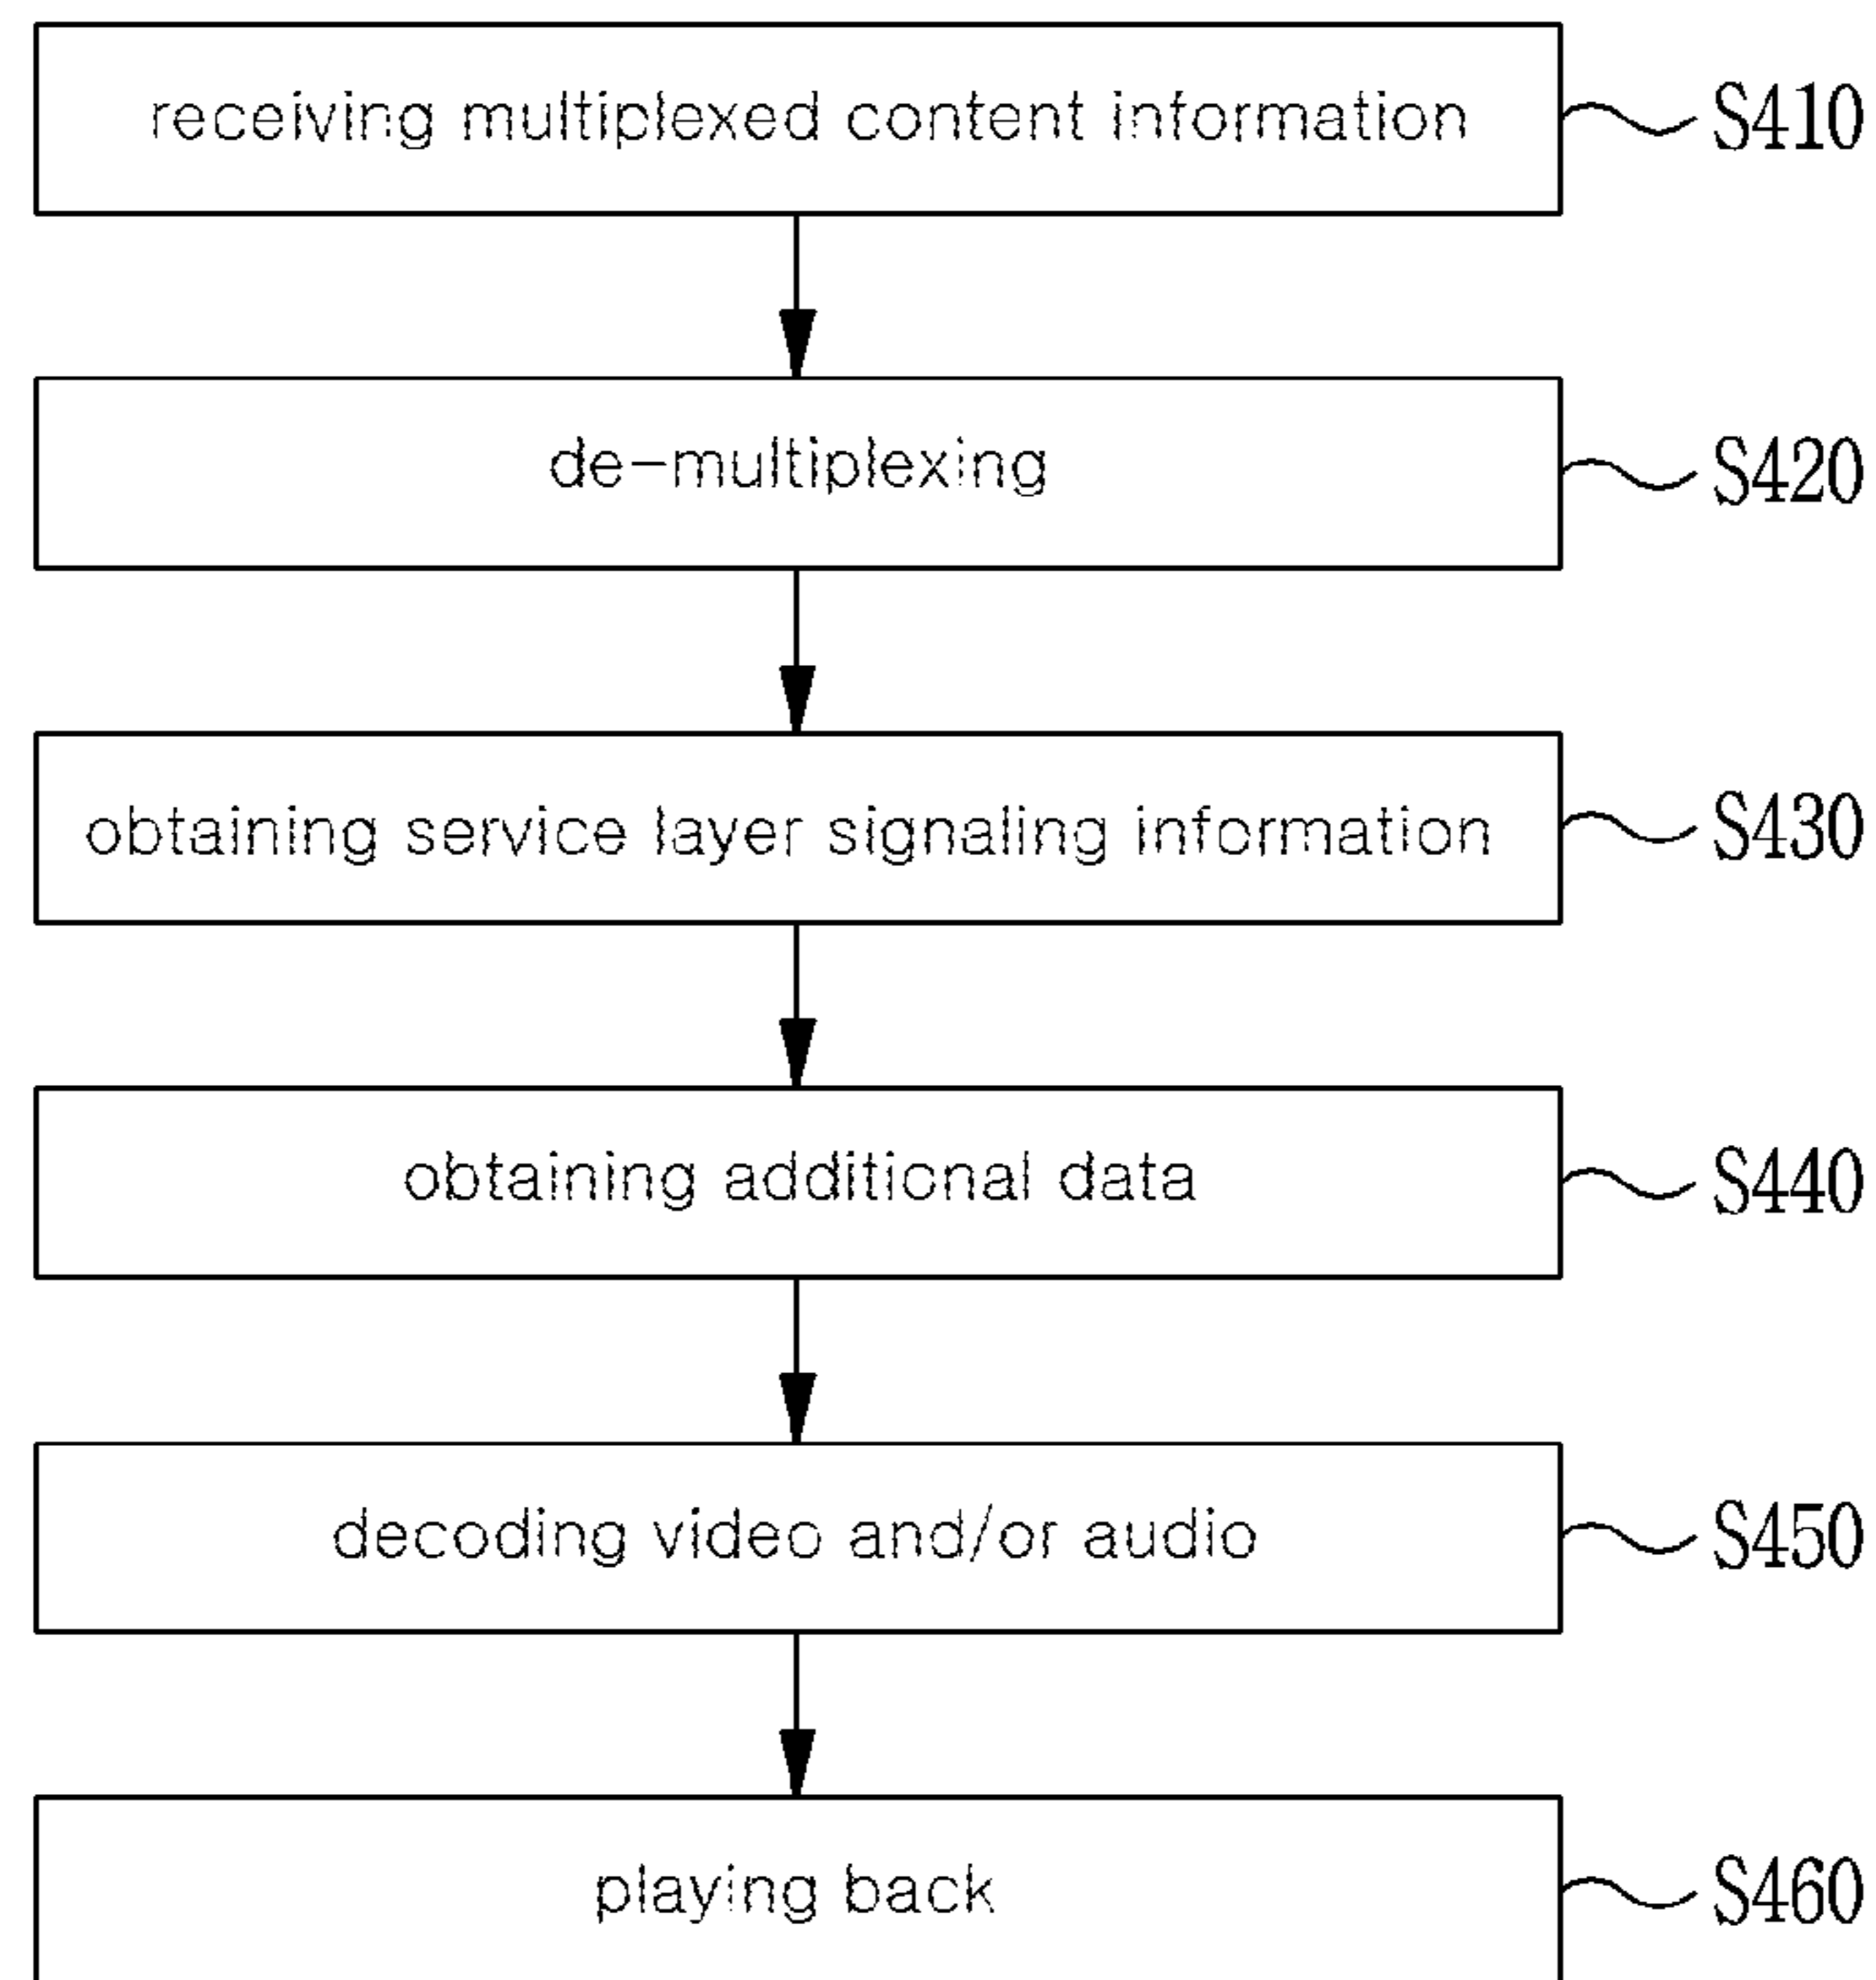 receiving multiplexed content information S410
de-multiplexing S420
obtaining service layer signaling information S430
obtaining additional data S440
decoding video and/or audio S450
playing back S460